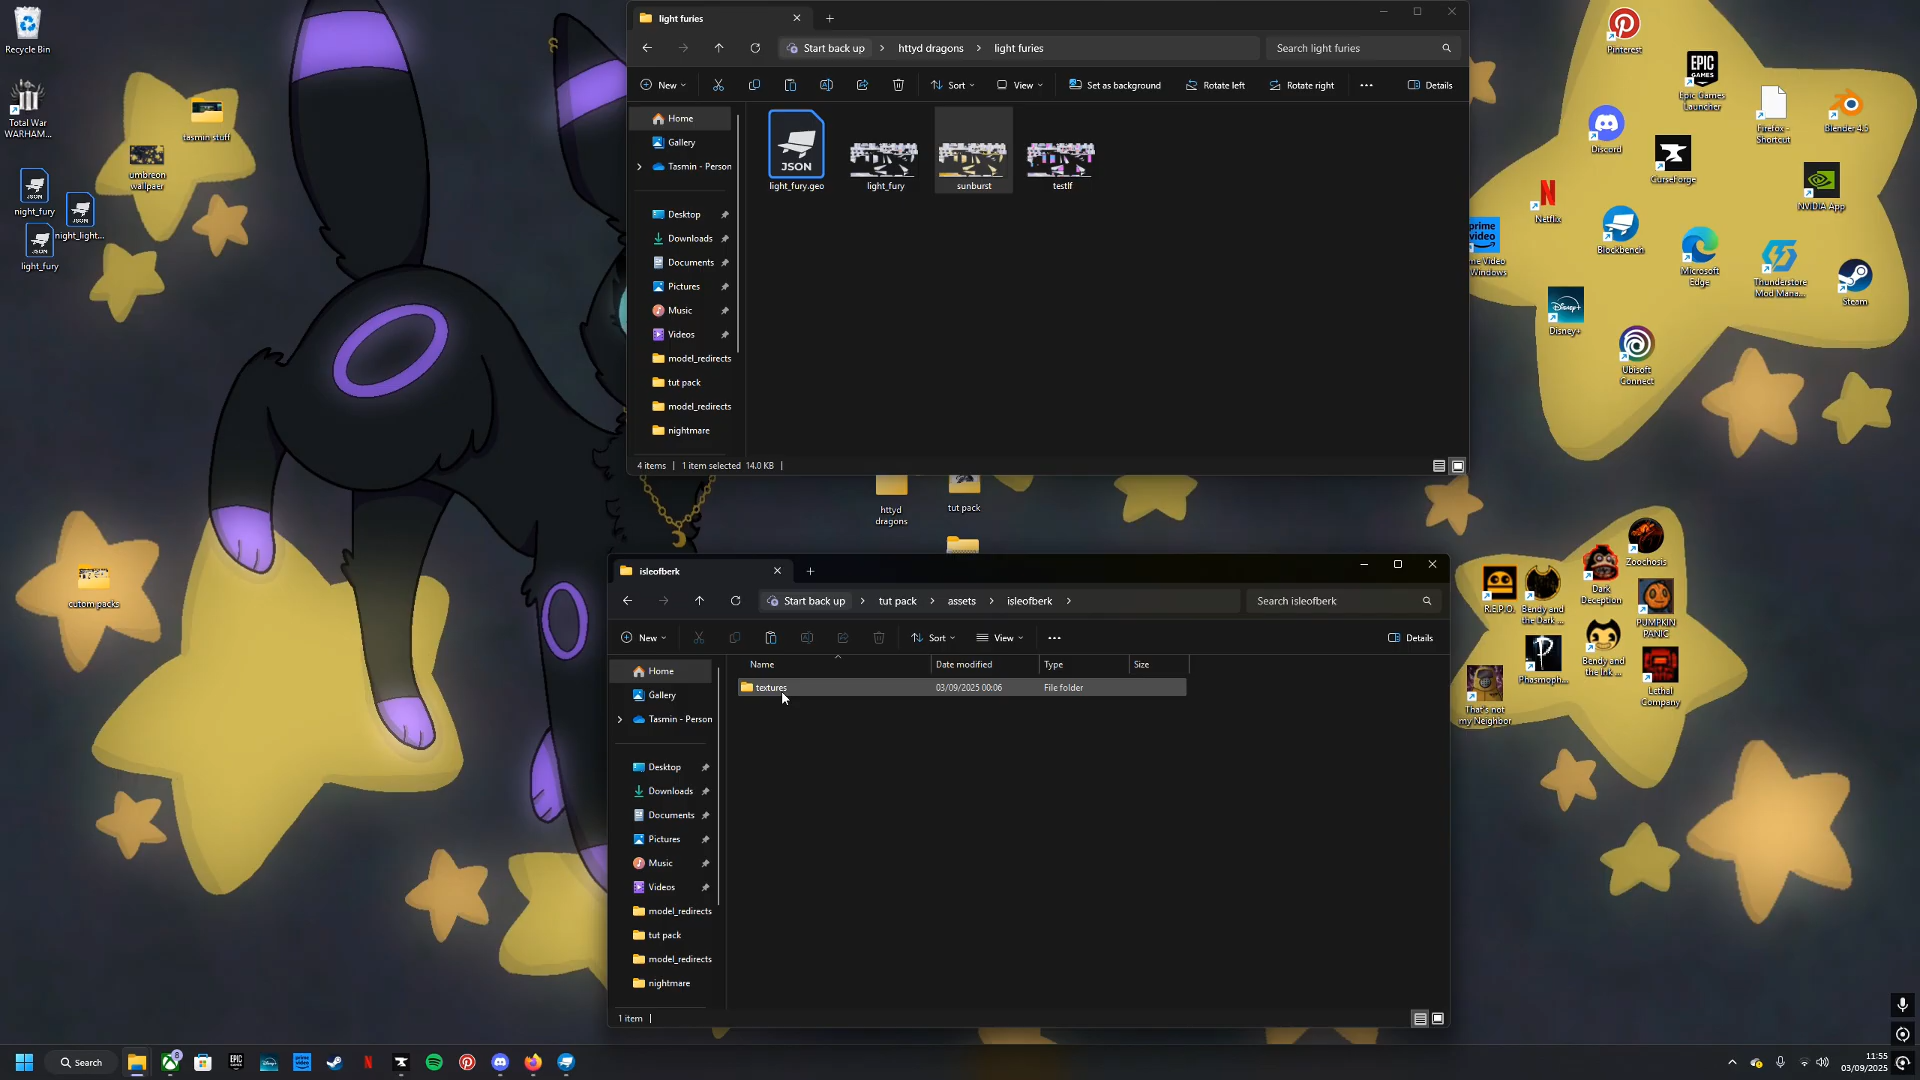 Recycle Bin
Total War
WARHAM...
tasmin stuff
umbreon
wallpaer
night_fury
night_light...
light_fury
cutom packs
light furies
Start back up
httyd dragons
light furies
Search light furies
New
Sort
View
Set as background
Rotate left
Rotate right
Details
Home
Gallery
Tasmin - Person
Desktop
Downloads
Documents
Pictures
Music
Videos
model_redirects
tut pack
model_redirects
nightmare
JSON
light_fury.geo
light_fury
sunburst
testlf
4 items
1 item selected 14.0 KB
httyd
dragons
tut pack
isleofberk
Start back up
tut pack
assets
isleofberk
Search isleofberk
New
Sort
View
Details
Home
Gallery
Tasmin - Person
Desktop
Downloads
Documents
Pictures
Music
Videos
model_redirects
tut pack
model_redirects
nightmare
Name
Date modified
Type
Size
textures
03/09/2025 00:06
File folder
1 item
Pinterest
Epic Games
Launcher
Discord
Firefox -
Shortcut
Blender 4.5
CurseForge
NVIDIA App
Netflix
Blockbench
prime
video
me Video
Windows
Microsoft
Edge
Thunderstore
Mod Mana...
Steam
Disney+
Ubisoft
Connect
Zoochosis
Dark
Deception
R.E.P.O.
Bendy and
the Dark ...
PUMPKIN
PANIC
Phasmoph...
Bendy and
the Ink ...
Lethal
Company
That's not
my Neighbor
Search
11:55
03/09/2025